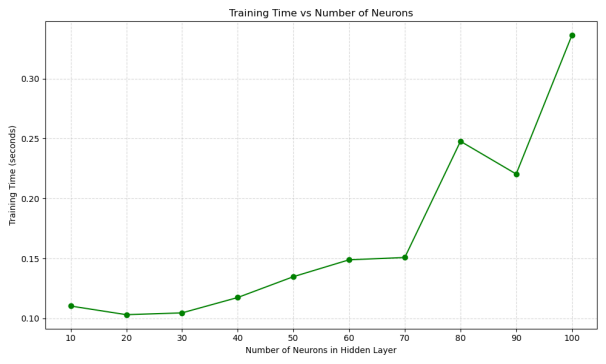 Training Time vs Number of Neurons
Training Time (seconds)
0.30
0.25
0.20
0.15
0.10
10 20 30 40 50 60 70 80 90 100
Number of Neurons in Hidden Layer